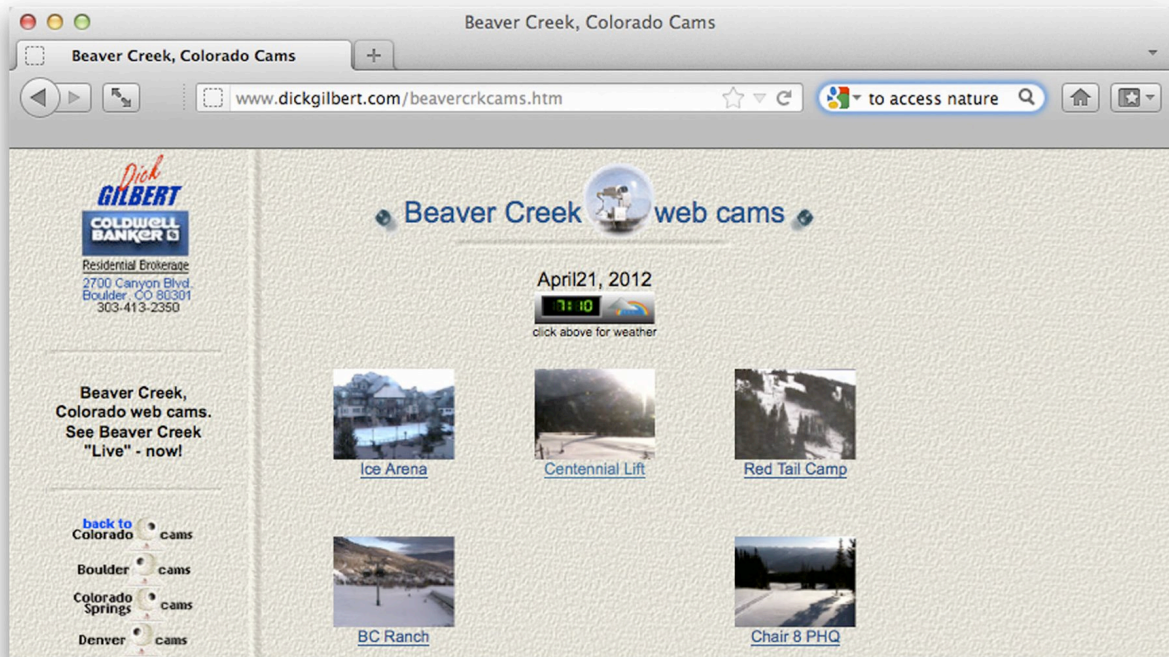 Beaver Creek, Colorado Cams
Beaver Creek, Colorado Cams
www.dickgilbert.com/beavercrkcams.htm
to access nature
Dick
GILBERT
COLDWELL
BANKER
Residential Brokerage
2700 Canyon Blvd.
Boulder, CO 80301
303-413-2350
Beaver Creek,
Colorado web cams.
See Beaver Creek
"Live" - now!
back to
Colorado cams
Boulder cams
Colorado
Springs cams
Denver cams
Beaver Creek web cams
April21, 2012
7:10
click above for weather
Ice Arena
Centennial Lift
Red Tail Camp
BC Ranch
Chair 8 PHQ